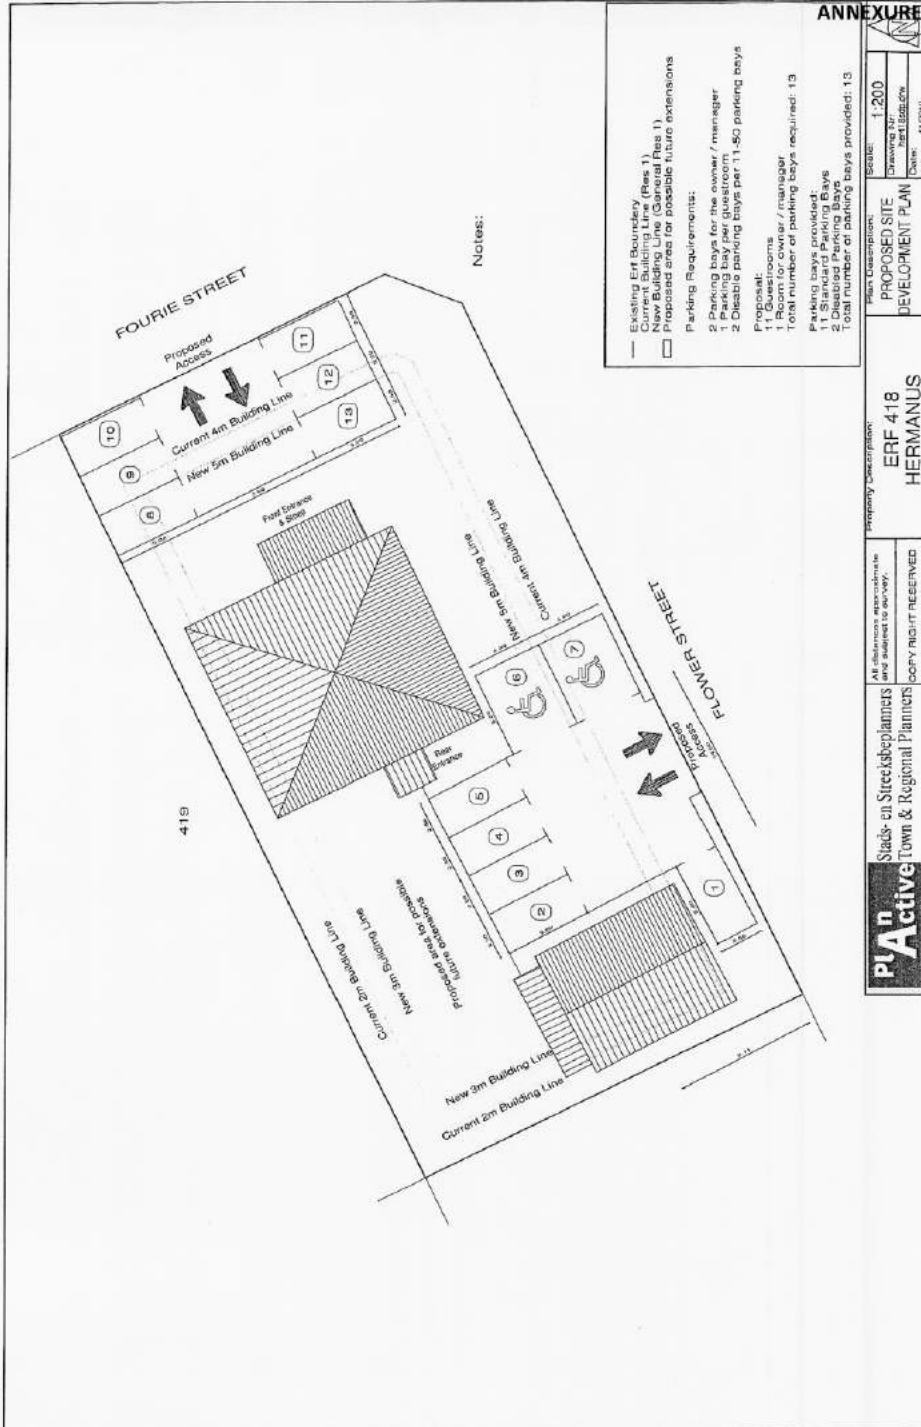 ANNEXURE
FOURIE STREET
Proposed
Access
10
9
8
11
12
13
Current 4m Building Line
New 5m Building Line
Front Entrance
& Stoep
419
New 5m Building Line
Current 4m Building Line
6
7
FLOWER STREET
Proposed
Access
Rear
Entrance
5
4
3
2
1
Current 2m Building Line
New 3m Building Line
Proposed area for possible
future extensions
New 3m Building Line
Current 2m Building Line
Notes:
Existing Erf Boundary
Current Building Line (Res 1)
New Building Line (General Res 1)
Proposed area for possible future extensions
Parking Requirements:
2 Parking bays for the owner / manager
1 Parking bay per guestroom
2 Disable parking bays per 11-50 parking bays
Proposal:
11 Guestrooms
1 Room for owner / manager
Total number of parking bays required: 13
Parking bays provided:
11 Standard Parking Bays
2 Disabled Parking Bays
Total number of parking bays provided: 13
PlAn
Active
Stads- en Streeksbeplanners
Town & Regional Planners
All distances approximate
and subject to survey.
COPY RIGHT RESERVED
Property Description:
ERF 418
HERMANUS
Plan Description:
PROPOSED SITE
DEVELOPMENT PLAN
Scale:
1:200
Drawing Nr:
Date: